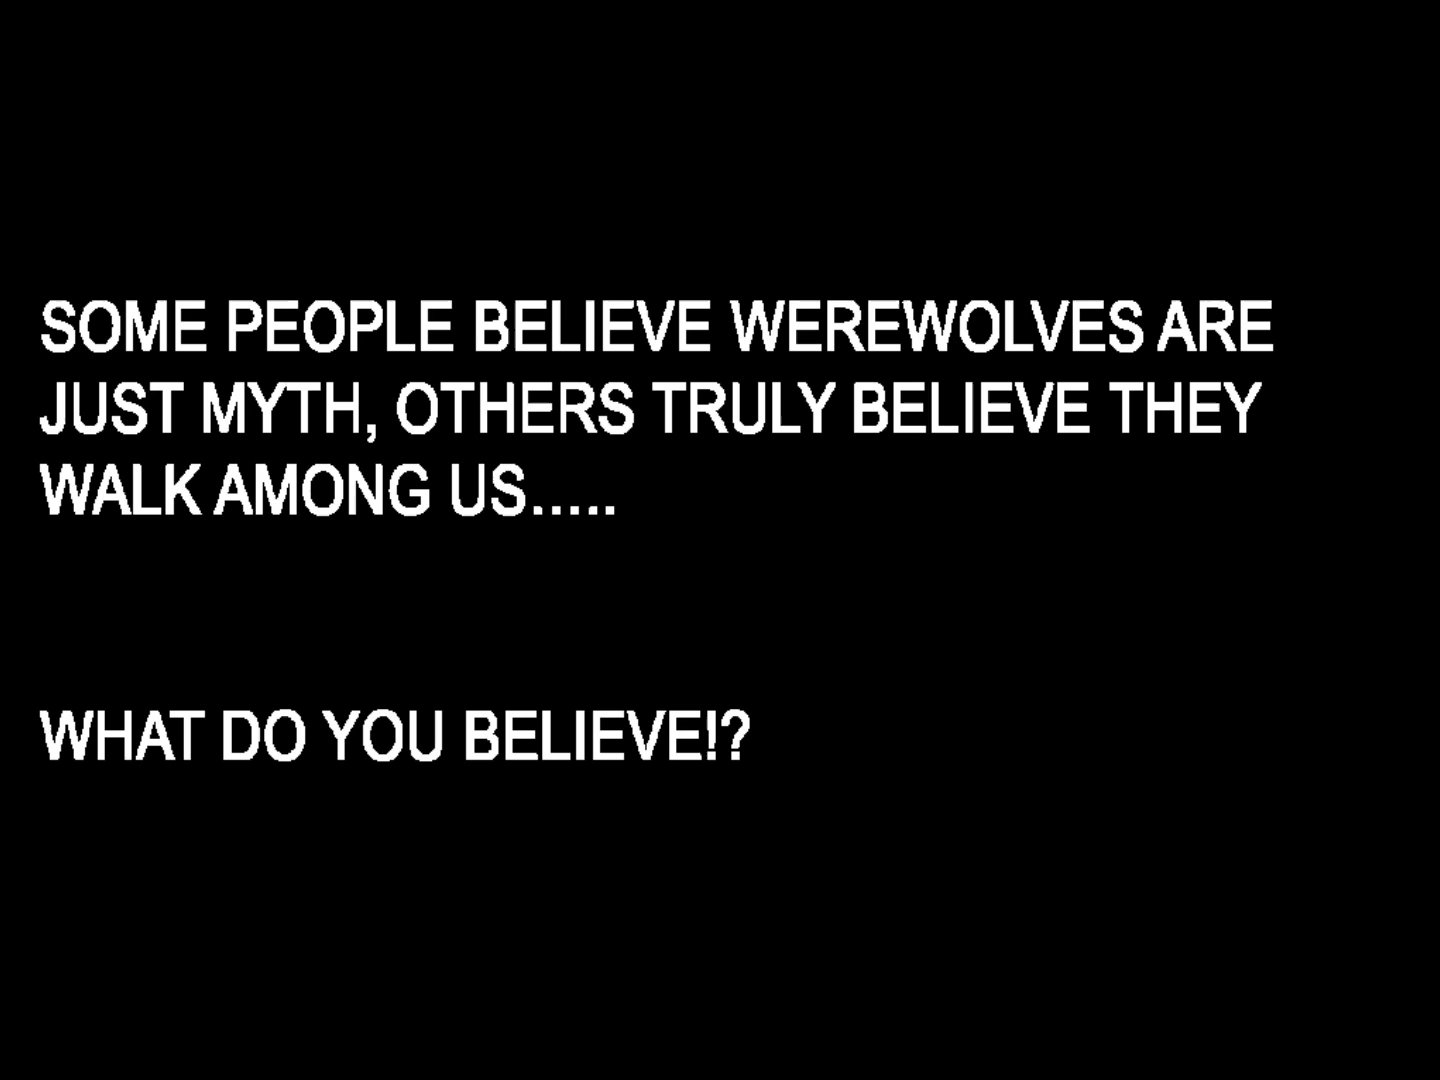 SOME PEOPLE BELIEVE WEREWOLVES ARE
JUST MYTH, OTHERS TRULY BELIEVE THEY
WALK AMONG US.....
WHAT DO YOU BELIEVE!?